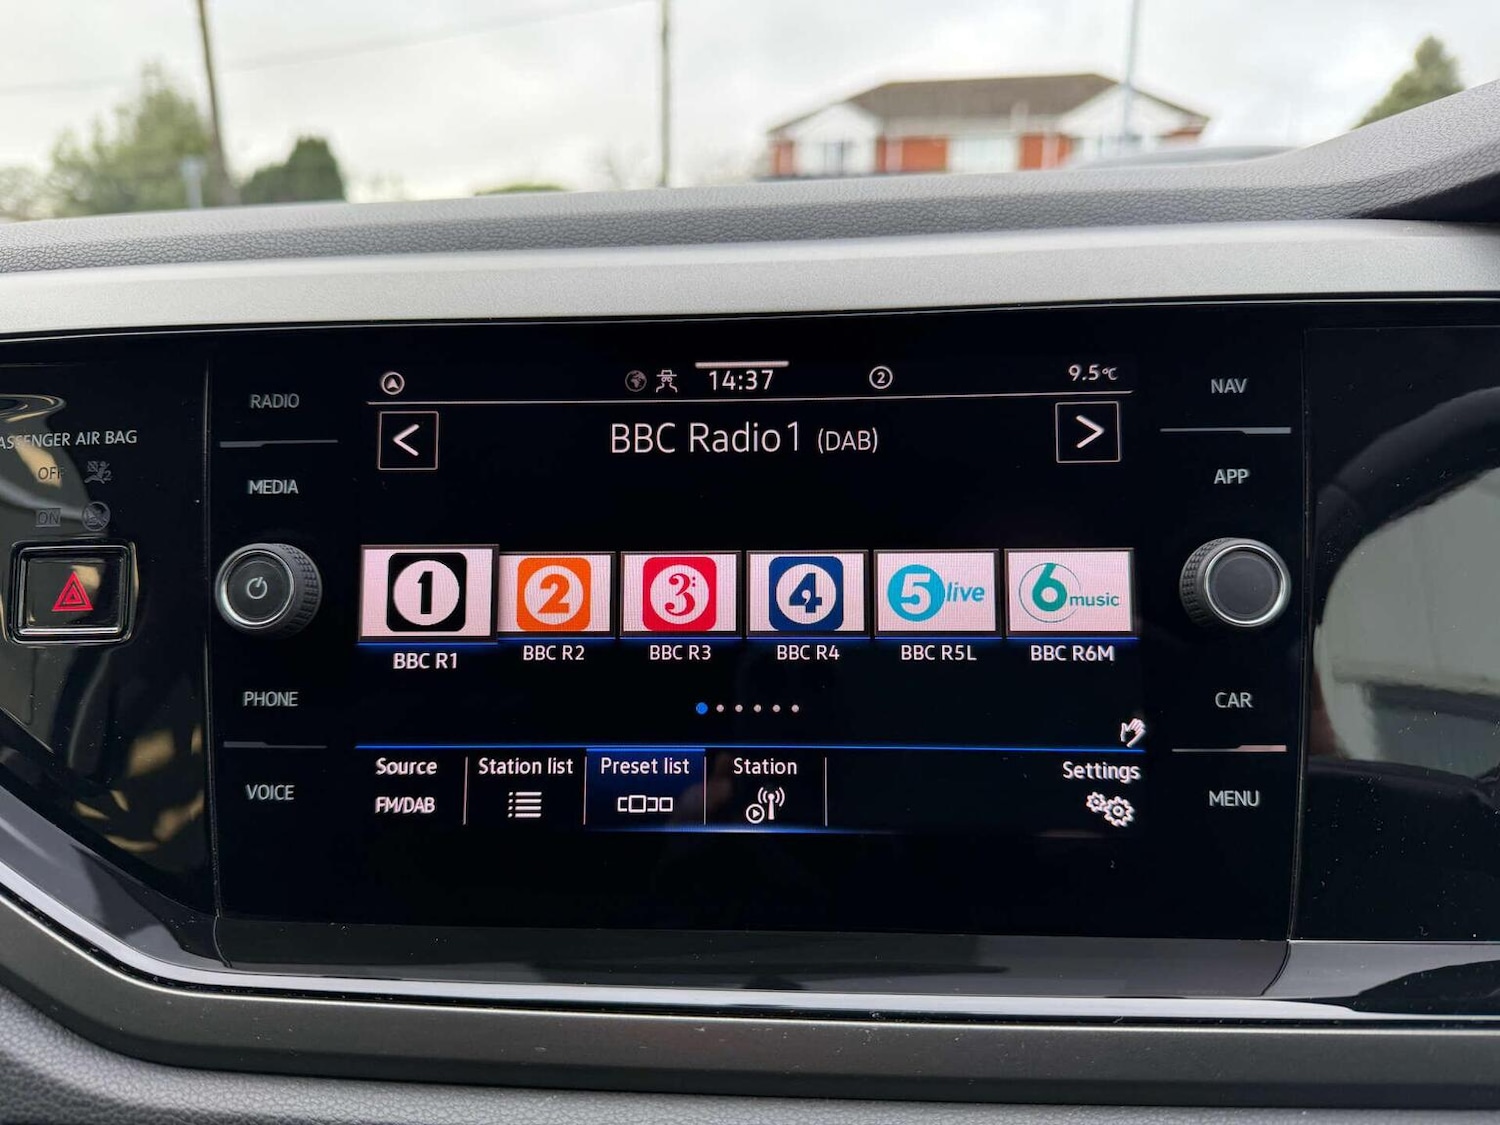 14:37
2
9.5°C
<
BBC Radio 1 (DAB)
>
RADIO
MEDIA
PHONE
VOICE
PASSENGER AIR BAG
OFF
ON
1
2
3
4
5 live
6 music
BBC R1
BBC R2
BBC R3
BBC R4
BBC R5L
BBC R6M
Source
FM/DAB
Station list
Preset list
Station
Settings
NAV
APP
CAR
MENU